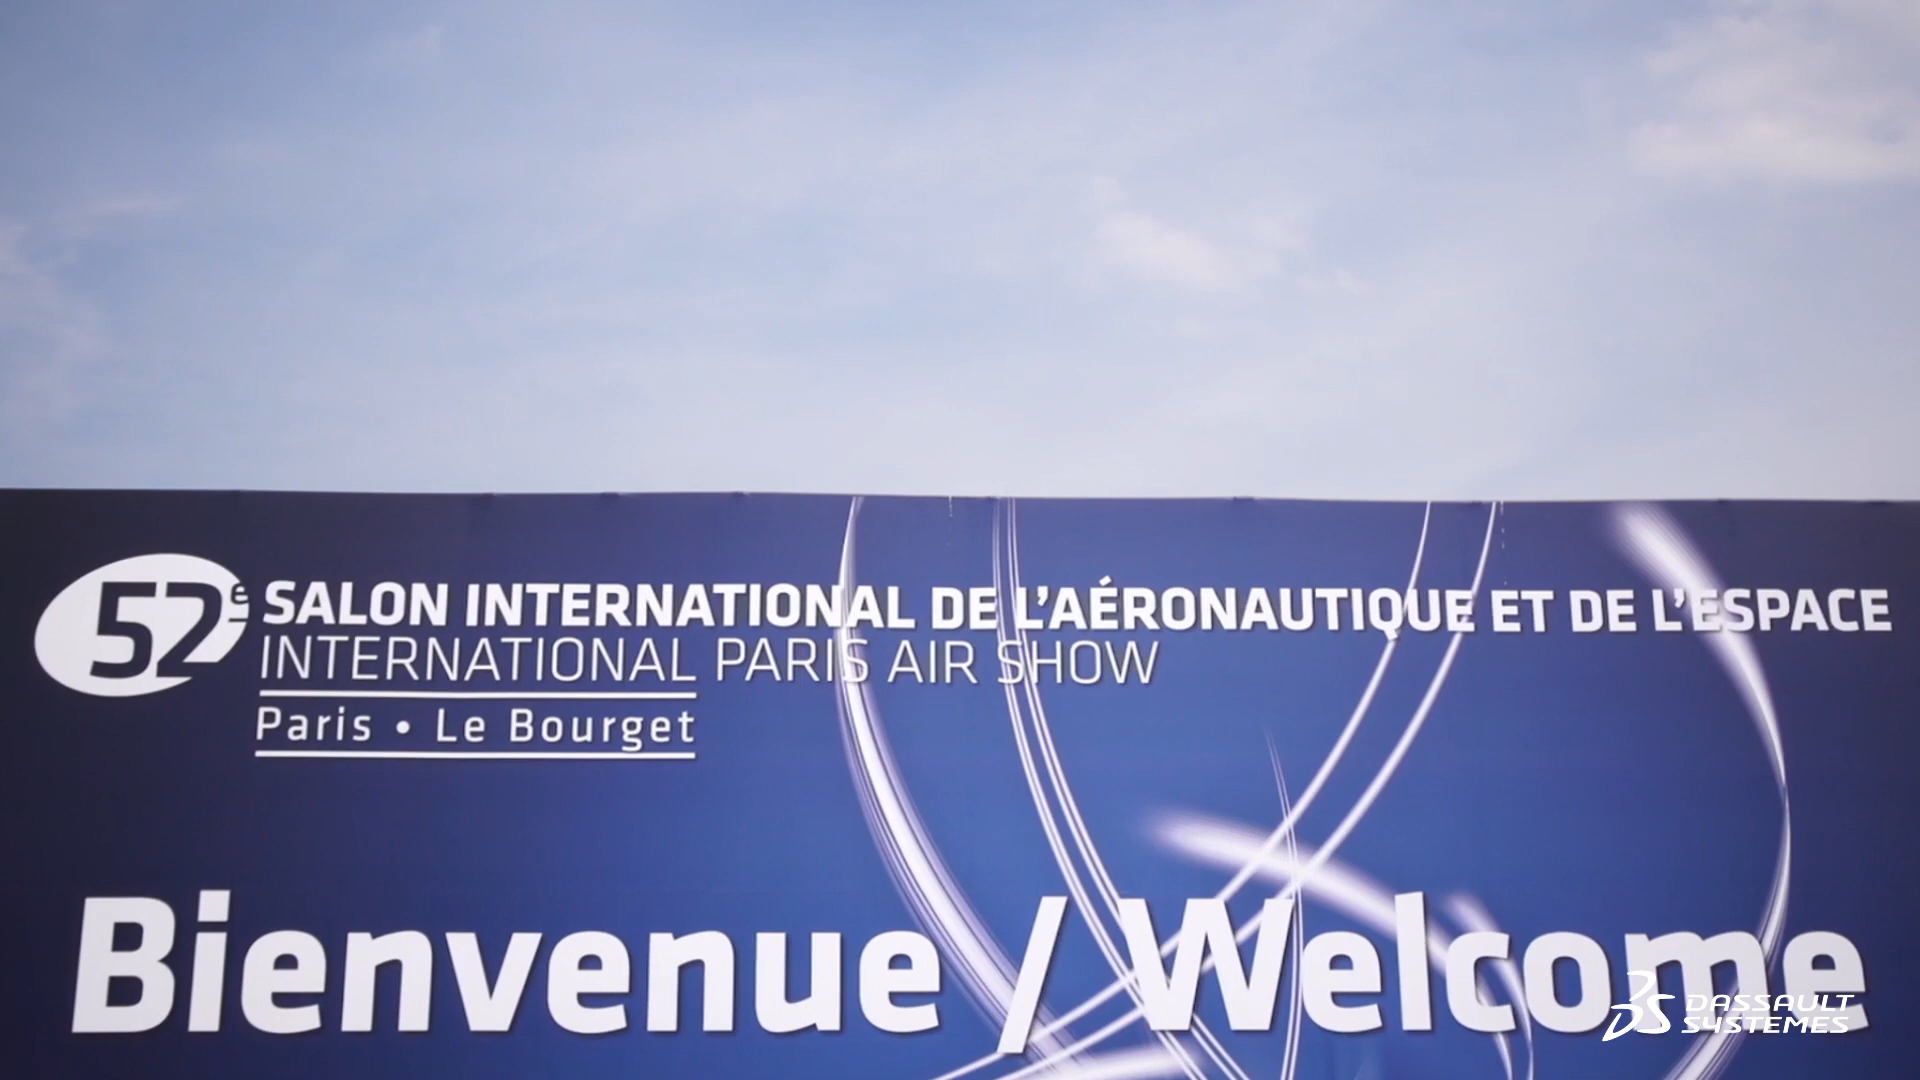 52e SALON INTERNATIONAL DE L'AÉRONAUTIQUE ET DE L'ESPACE
INTERNATIONAL PARIS AIR SHOW
Paris • Le Bourget
Bienvenue / Welcome
DASSAULT
SYSTEMES